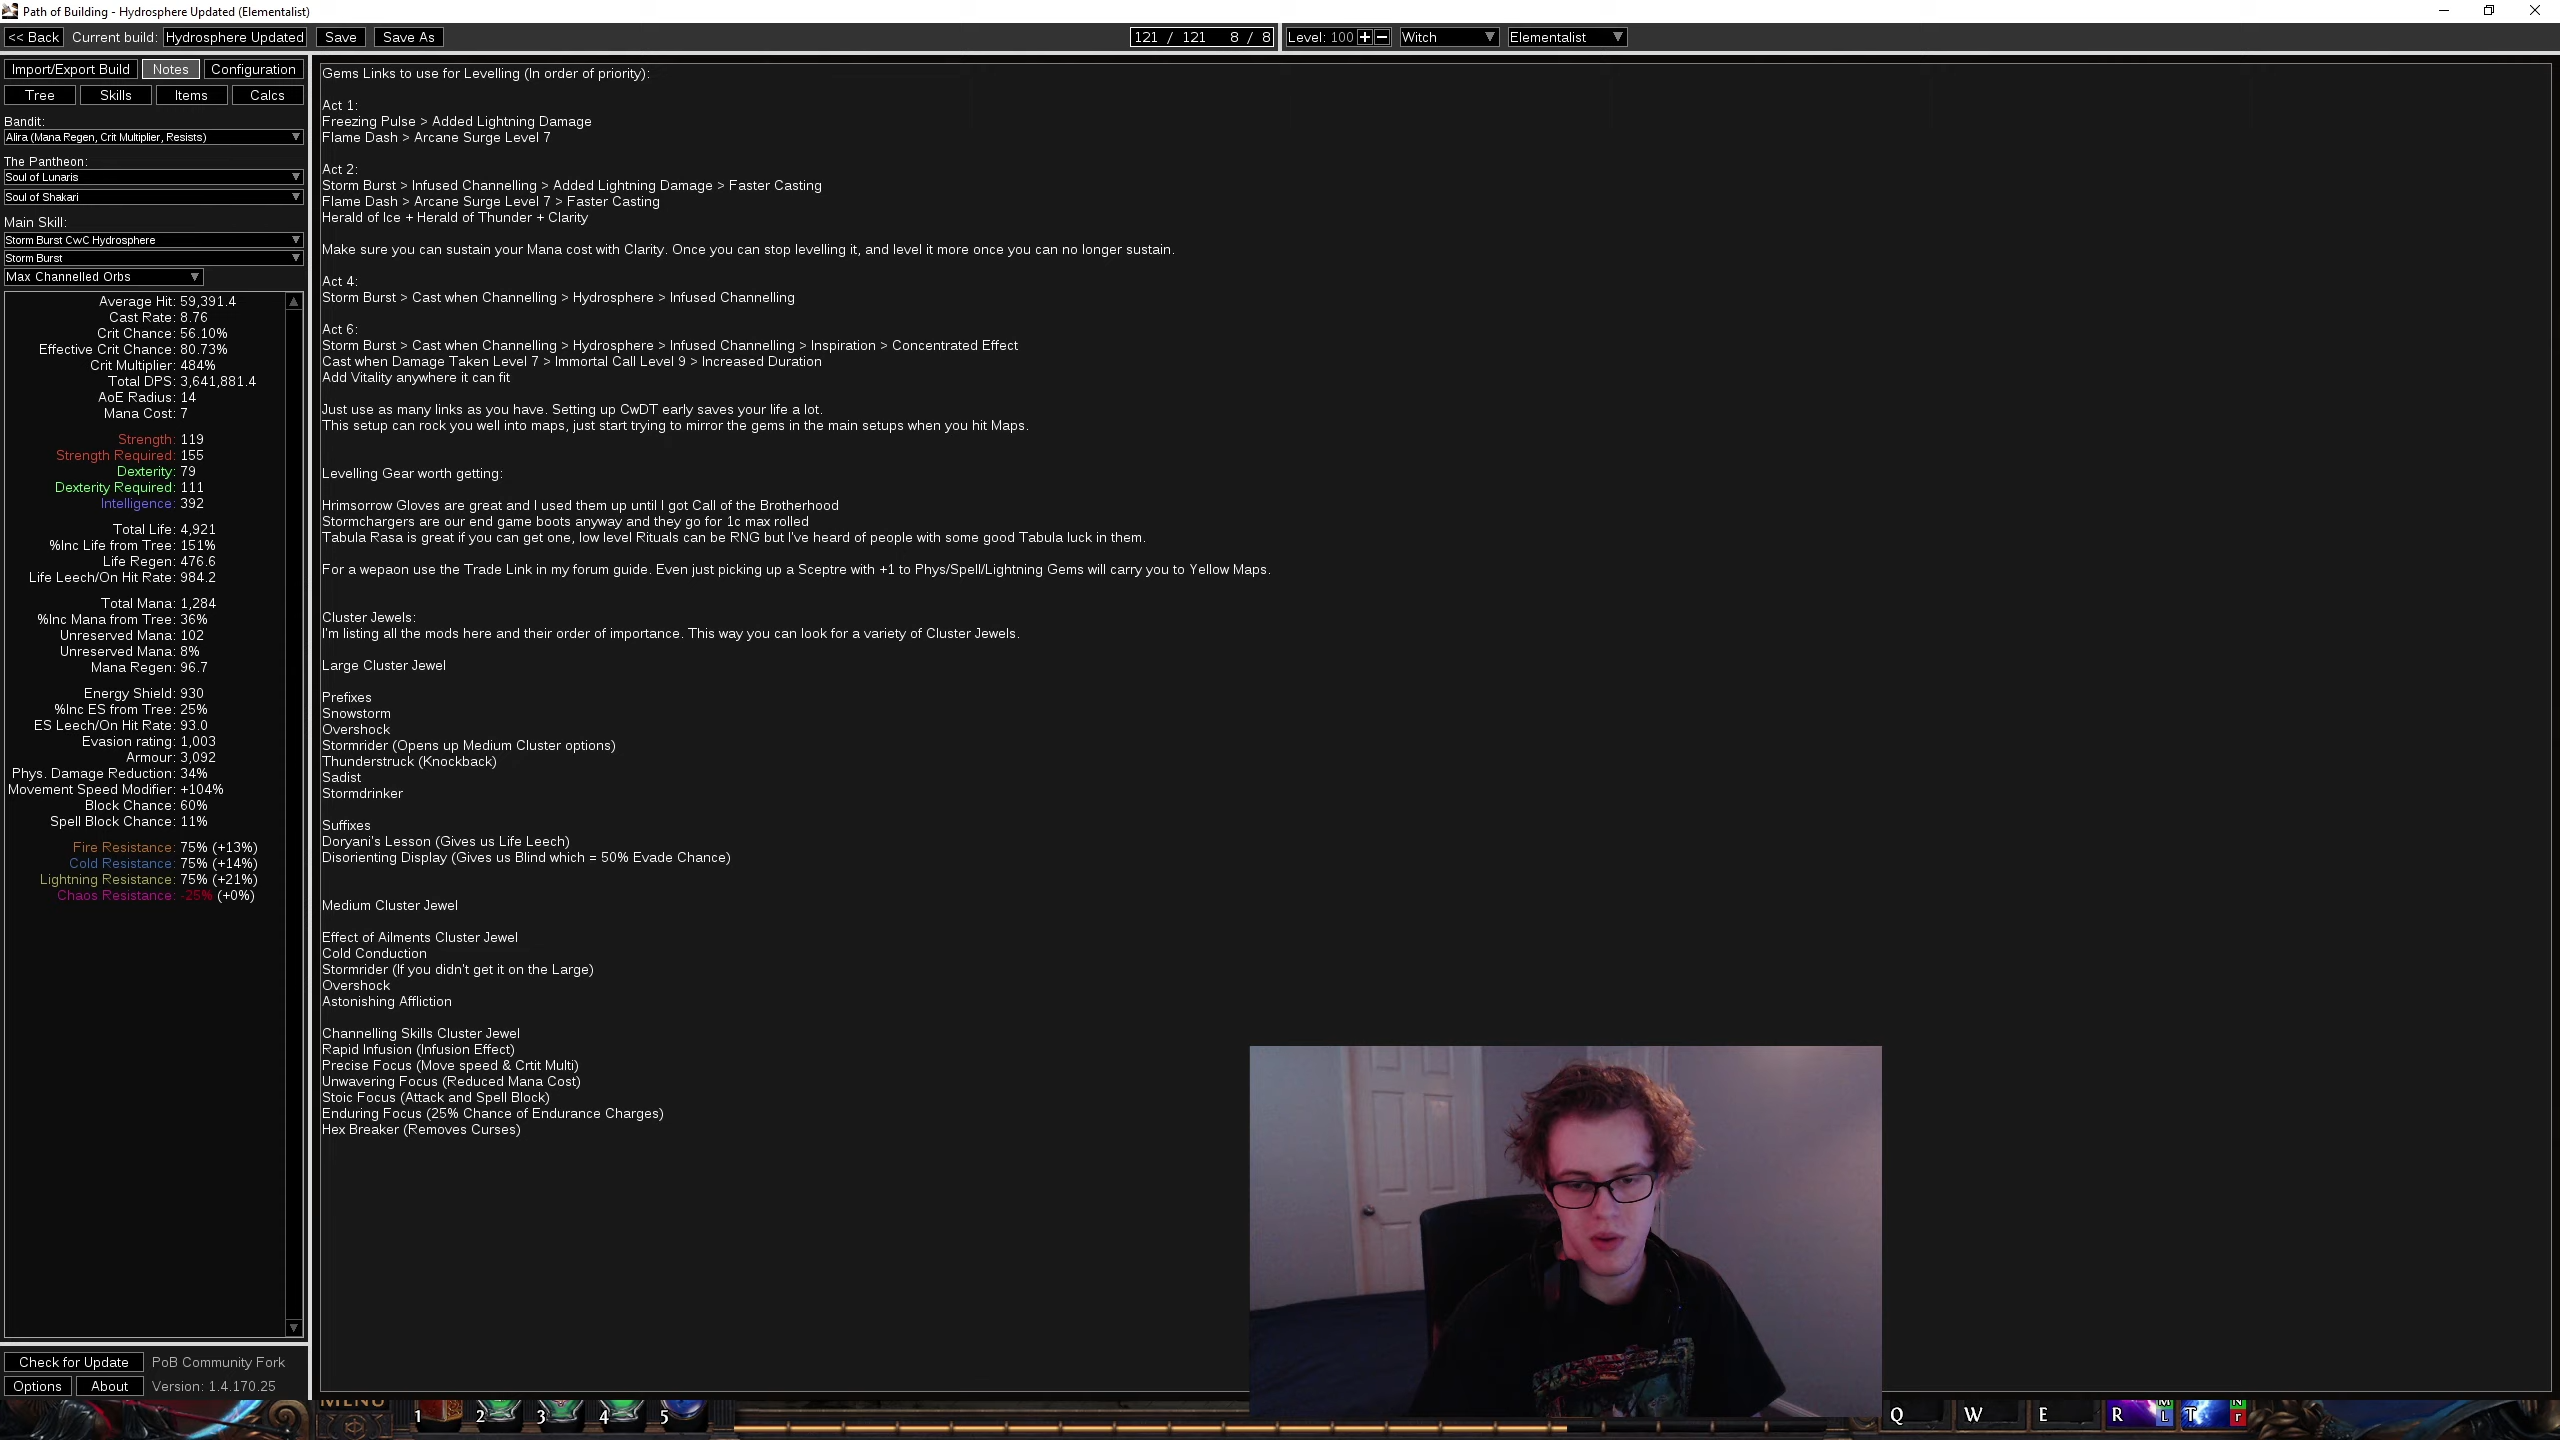 Path of Building - Hydrosphere Updated (Elementalist)
<< Back
Current build:
Hydrosphere Updated
Save
Save As
121 / 121   8 / 8
Level: 100
Witch
Elementalist
Import/Export Build
Notes
Configuration
Tree
Skills
Items
Calcs
Bandit:
Alira (Mana Regen, Crit Multiplier, Resists)
The Pantheon:
Soul of Lunaris
Soul of Shakari
Main Skill:
Storm Burst CwC Hydrosphere
Storm Burst
Max Channelled Orbs
Average Hit: 59,391.4
Cast Rate: 8.76
Crit Chance: 56.10%
Effective Crit Chance: 80.73%
Crit Multiplier: 484%
Total DPS: 3,641,881.4
AoE Radius: 14
Mana Cost: 7
Strength: 119
Strength Required: 155
Dexterity: 79
Dexterity Required: 111
Intelligence: 392
Total Life: 4,921
%Inc Life from Tree: 151%
Life Regen: 476.6
Life Leech/On Hit Rate: 984.2
Total Mana: 1,284
%Inc Mana from Tree: 36%
Unreserved Mana: 102
Unreserved Mana: 8%
Mana Regen: 96.7
Energy Shield: 930
%Inc ES from Tree: 25%
ES Leech/On Hit Rate: 93.0
Evasion rating: 1,003
Armour: 3,092
Phys. Damage Reduction: 34%
Movement Speed Modifier: +104%
Block Chance: 60%
Spell Block Chance: 11%
Fire Resistance: 75% (+13%)
Cold Resistance: 75% (+14%)
Lightning Resistance: 75% (+21%)
Chaos Resistance: -25% (+0%)
Check for Update
PoB Community Fork
Options
About
Version: 1.4.170.25
Gems Links to use for Levelling (In order of priority):
Act 1:
Freezing Pulse > Added Lightning Damage
Flame Dash > Arcane Surge Level 7
Act 2:
Storm Burst > Infused Channelling > Added Lightning Damage > Faster Casting
Flame Dash > Arcane Surge Level 7 > Faster Casting
Herald of Ice + Herald of Thunder + Clarity
Make sure you can sustain your Mana cost with Clarity. Once you can stop levelling it, and level it more once you can no longer sustain.
Act 4:
Storm Burst > Cast when Channelling > Hydrosphere > Infused Channelling
Act 6:
Storm Burst > Cast when Channelling > Hydrosphere > Infused Channelling > Inspiration > Concentrated Effect
Cast when Damage Taken Level 7 > Immortal Call Level 9 > Increased Duration
Add Vitality anywhere it can fit
Just use as many links as you have. Setting up CwDT early saves your life a lot.
This setup can rock you well into maps, just start trying to mirror the gems in the main setups when you hit Maps.
Levelling Gear worth getting:
Hrimsorrow Gloves are great and I used them up until I got Call of the Brotherhood
Stormchargers are our end game boots anyway and they go for 1c max rolled
Tabula Rasa is great if you can get one, low level Rituals can be RNG but I've heard of people with some good Tabula luck in them.
For a wepaon use the Trade Link in my forum guide. Even just picking up a Sceptre with +1 to Phys/Spell/Lightning Gems will carry you to Yellow Maps.
Cluster Jewels:
I'm listing all the mods here and their order of importance. This way you can look for a variety of Cluster Jewels.
Large Cluster Jewel
Prefixes
Snowstorm
Overshock
Stormrider (Opens up Medium Cluster options)
Thunderstruck (Knockback)
Sadist
Stormdrinker
Suffixes
Doryani's Lesson (Gives us Life Leech)
Disorienting Display (Gives us Blind which = 50% Evade Chance)
Medium Cluster Jewel
Effect of Ailments Cluster Jewel
Cold Conduction
Stormrider (If you didn't get it on the Large)
Overshock
Astonishing Affliction
Channelling Skills Cluster Jewel
Rapid Infusion (Infusion Effect)
Precise Focus (Move speed & Crtit Multi)
Unwavering Focus (Reduced Mana Cost)
Stoic Focus (Attack and Spell Block)
Enduring Focus (25% Chance of Endurance Charges)
Hex Breaker (Removes Curses)
MENU
1 2 3 4 5
Q W E R T